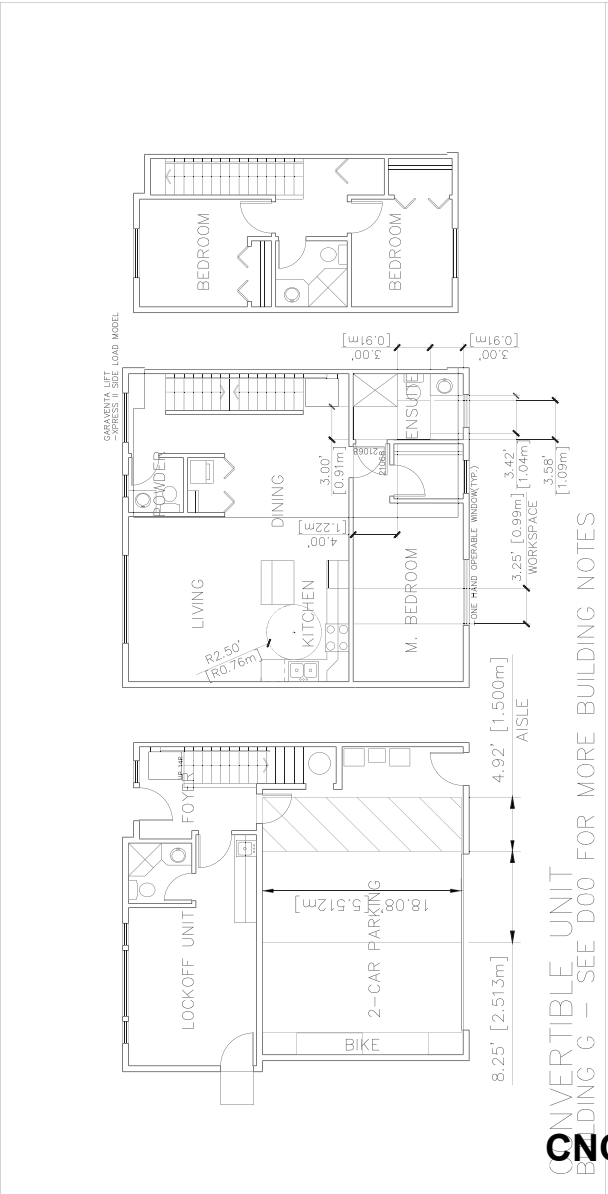 BEDROOM
BEDROOM
GARAVENTA LIFT
-XPRESS II SIDE LOAD MODEL
3.00'
[0.91m]
3.00'
[0.91m]
ENSUITE
POWDER
DINING
3.00'
[0.91m]
21068
21068
3.42'
[1.04m]
3.58'
[1.09m]
4.00'
[1.22m]
LIVING
KITCHEN
M. BEDROOM
R2.50'
[R0.76m]
-ONE HAND OPERABLE WINDOW(TYP.)
3.25' [0.99m]
WORKSPACE
FOYER
UP 14R
4.92' [1.500m]
AISLE
LOCKOFF UNIT
18.08' [5.512m]
2-CAR PARKING
8.25' [2.513m]
BIKE
CONVERTIBLE UNIT
BUILDING G - SEE D00 FOR MORE BUILDING NOTES